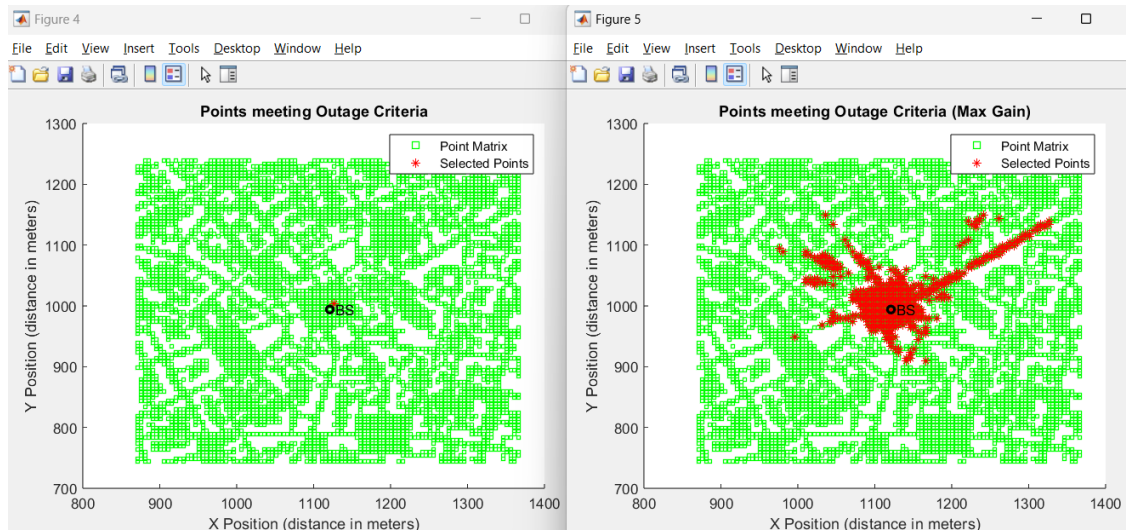 Figure 4
File Edit View Insert Tools Desktop Window Help
Points meeting Outage Criteria
Point Matrix
Selected Points
1300
1200
1100
1000
900
800
700
Y Position (distance in meters)
BS
800 900 1000 1100 1200 1300 1400
X Position (distance in meters)
Figure 5
File Edit View Insert Tools Desktop Window Help
Points meeting Outage Criteria (Max Gain)
Point Matrix
Selected Points
1300
1200
1100
1000
900
800
700
Y Position (distance in meters)
BS
800 900 1000 1100 1200 1300 1400
X Position (distance in meters)